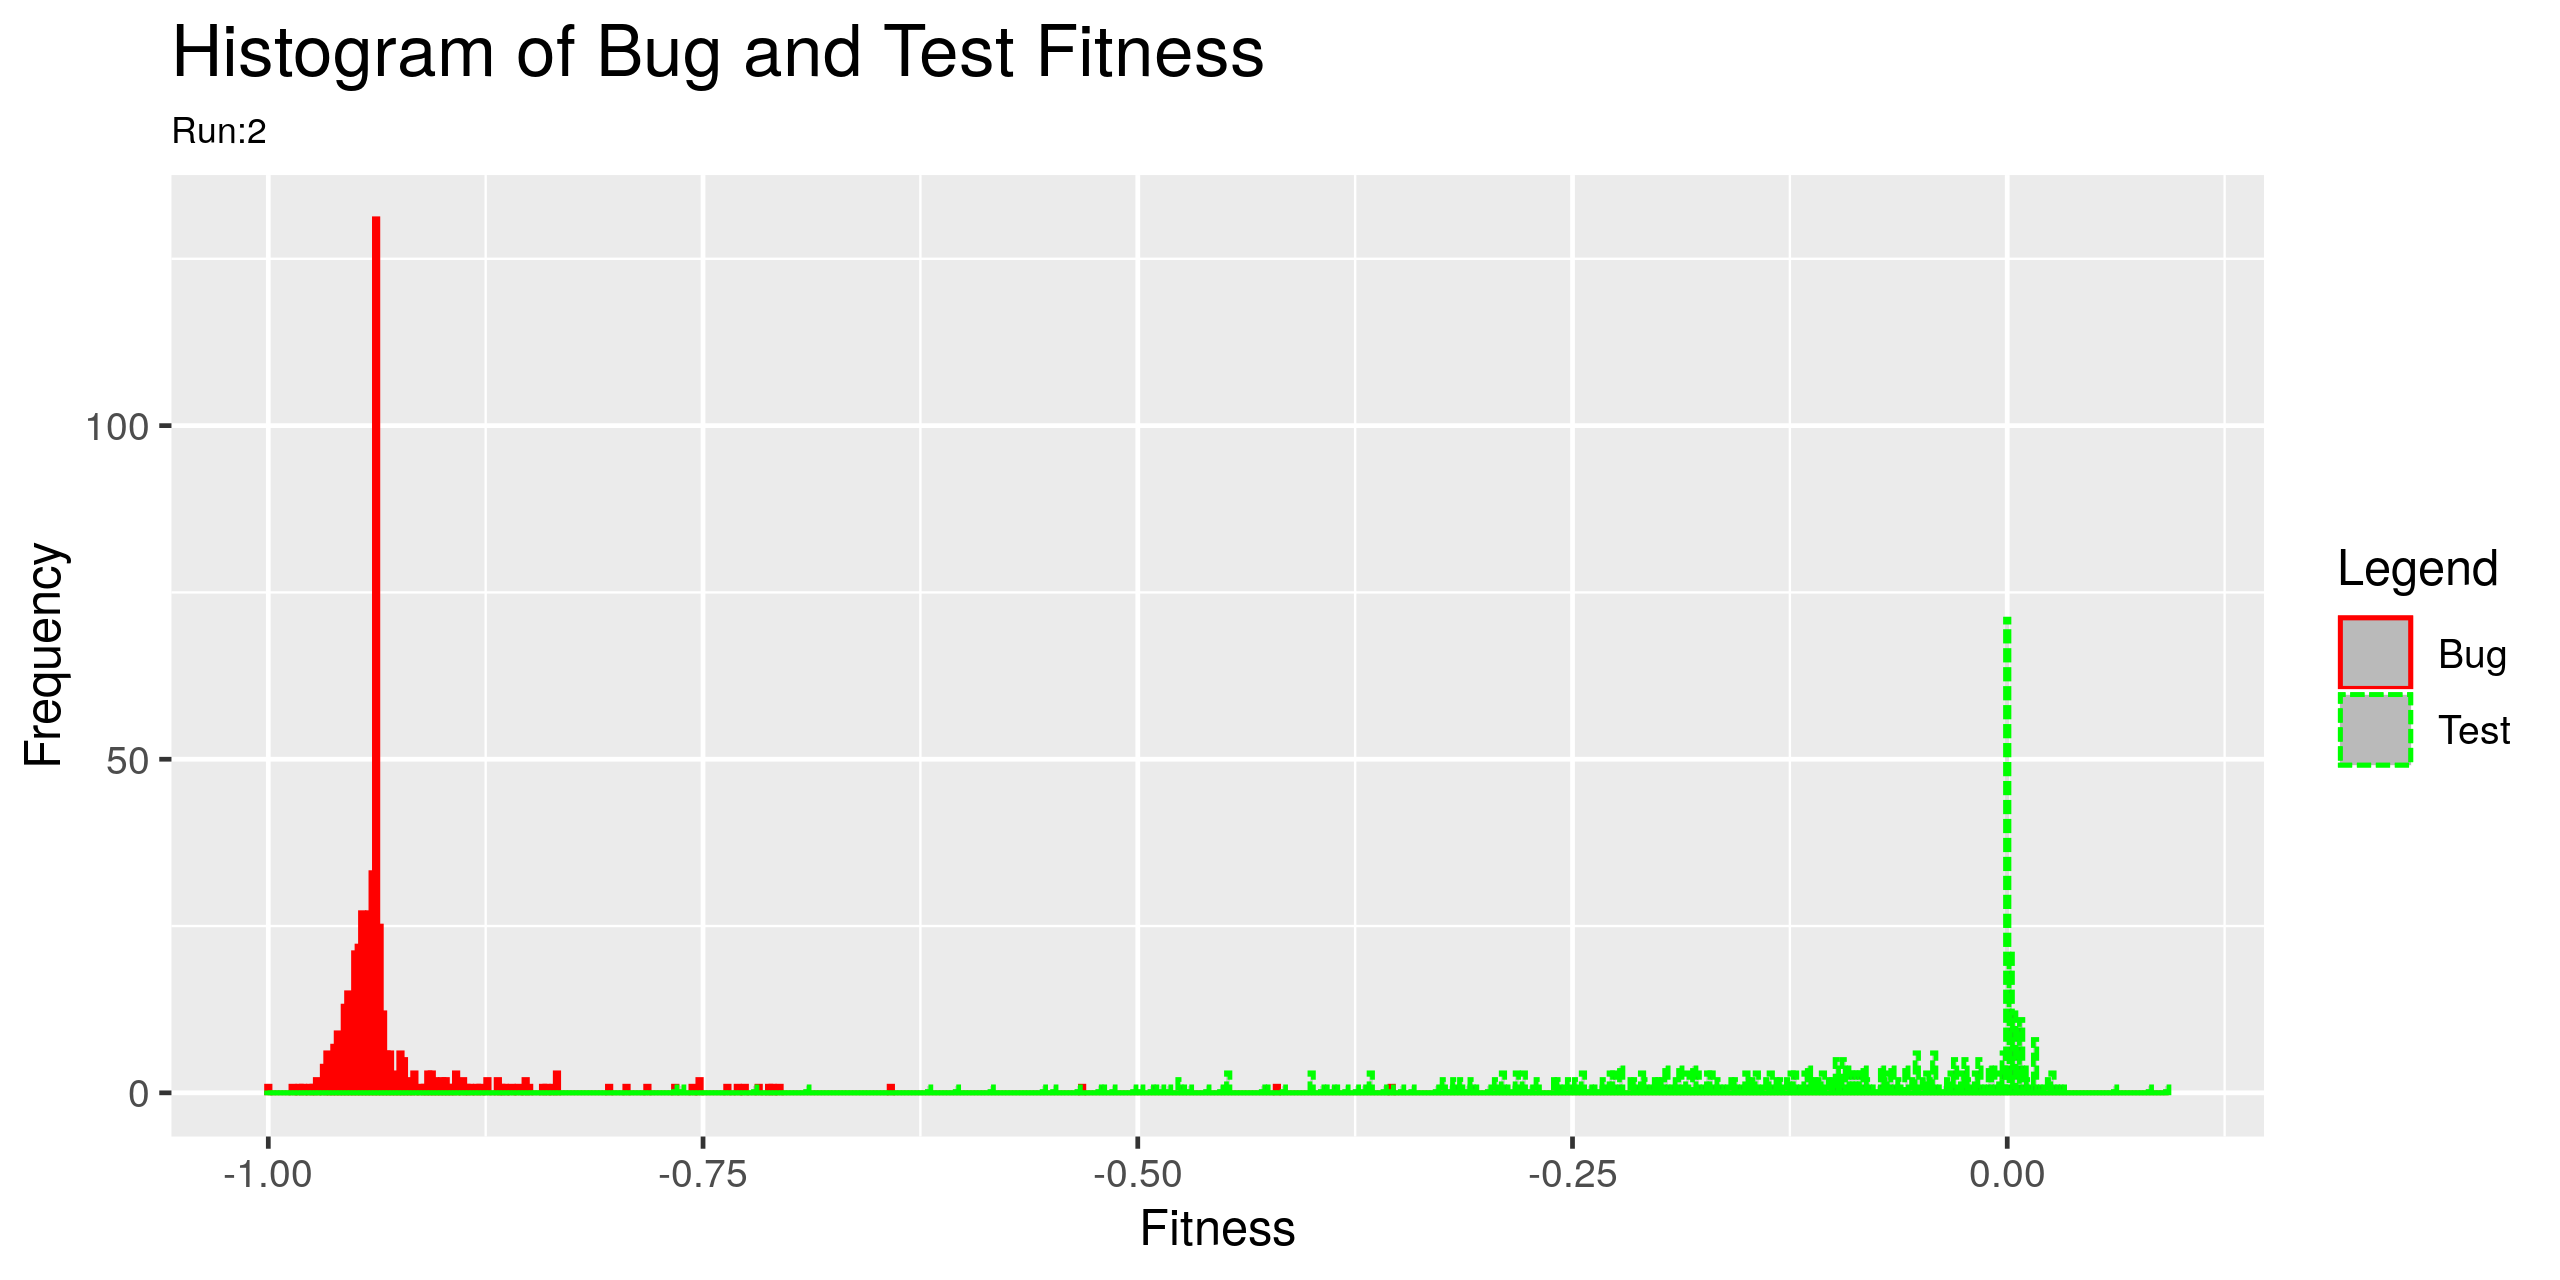 Histogram of Bug and Test Fitness
Run:2
Frequency
100
50
0
-1.00 -0.75 -0.50 -0.25 0.00
Fitness
Legend
Bug
Test